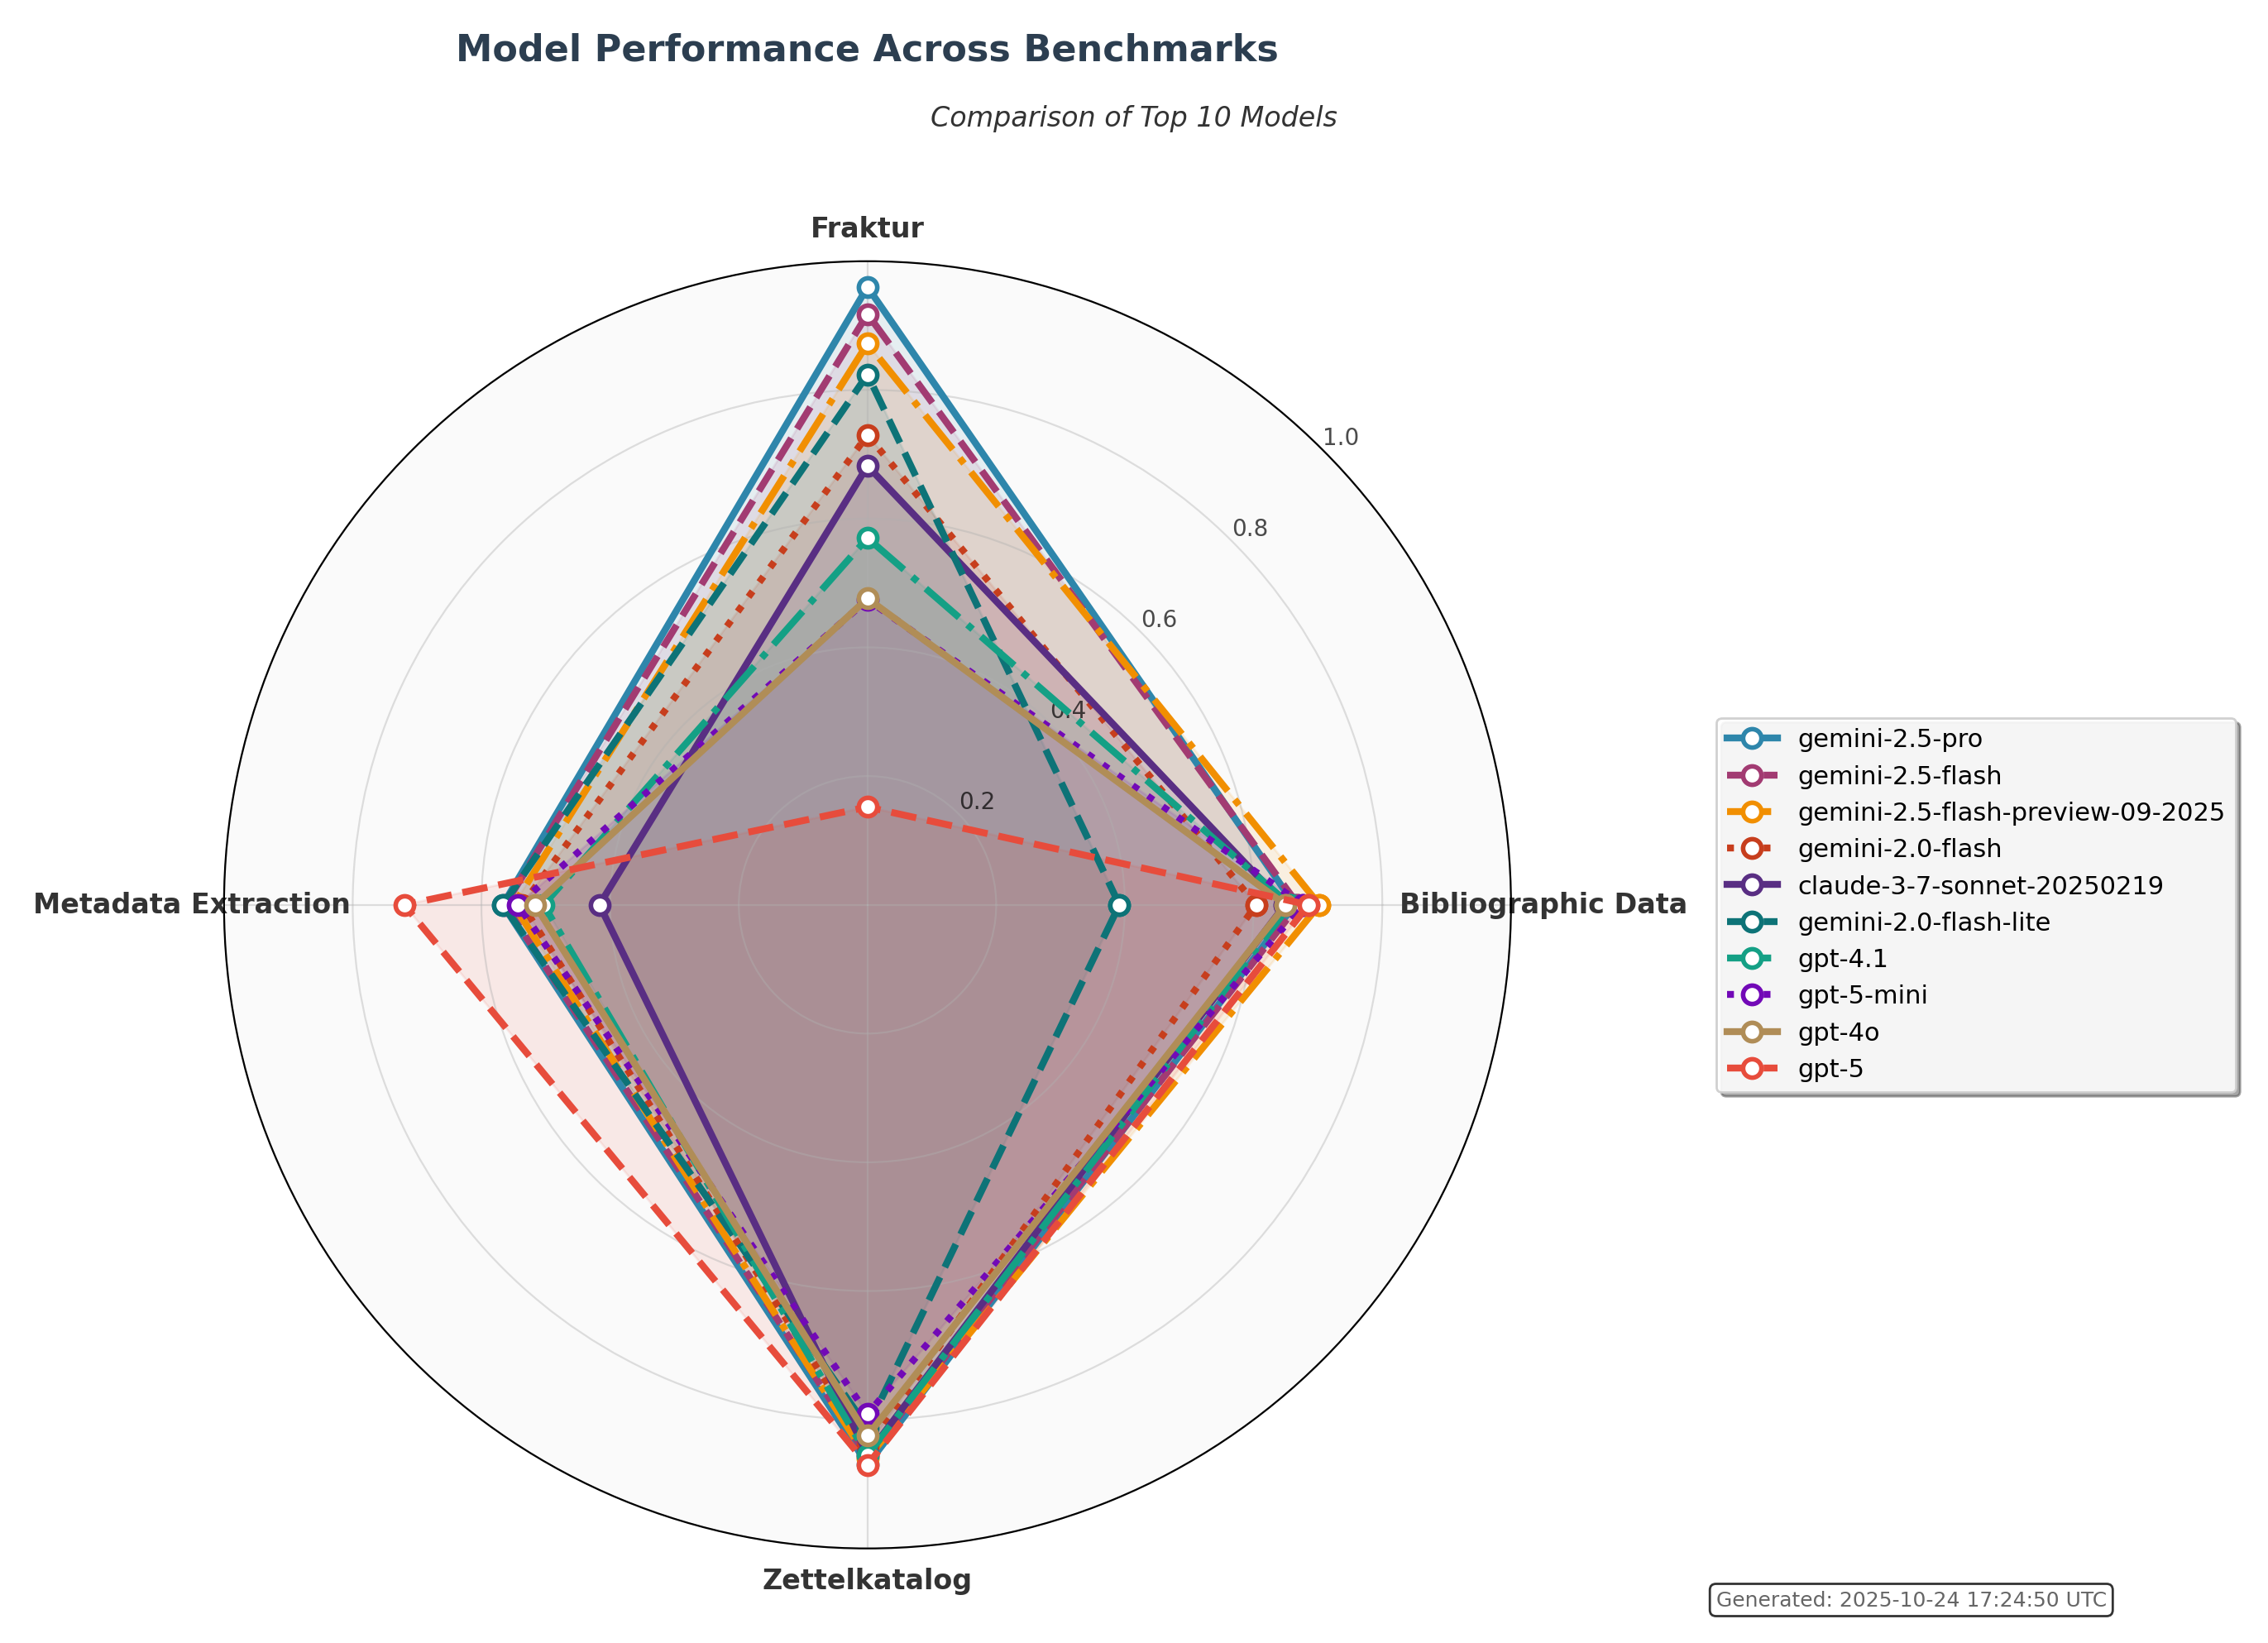 Model Performance Across Benchmarks
Comparison of Top 10 Models
Fraktur
1.0
0.8
0.6
0.4
0.2
Metadata Extraction
Bibliographic Data
Zettelkatalog
gemini-2.5-pro
gemini-2.5-flash
gemini-2.5-flash-preview-09-2025
gemini-2.0-flash
claude-3-7-sonnet-20250219
gemini-2.0-flash-lite
gpt-4.1
gpt-5-mini
gpt-4o
gpt-5
Generated: 2025-10-24 17:24:50 UTC